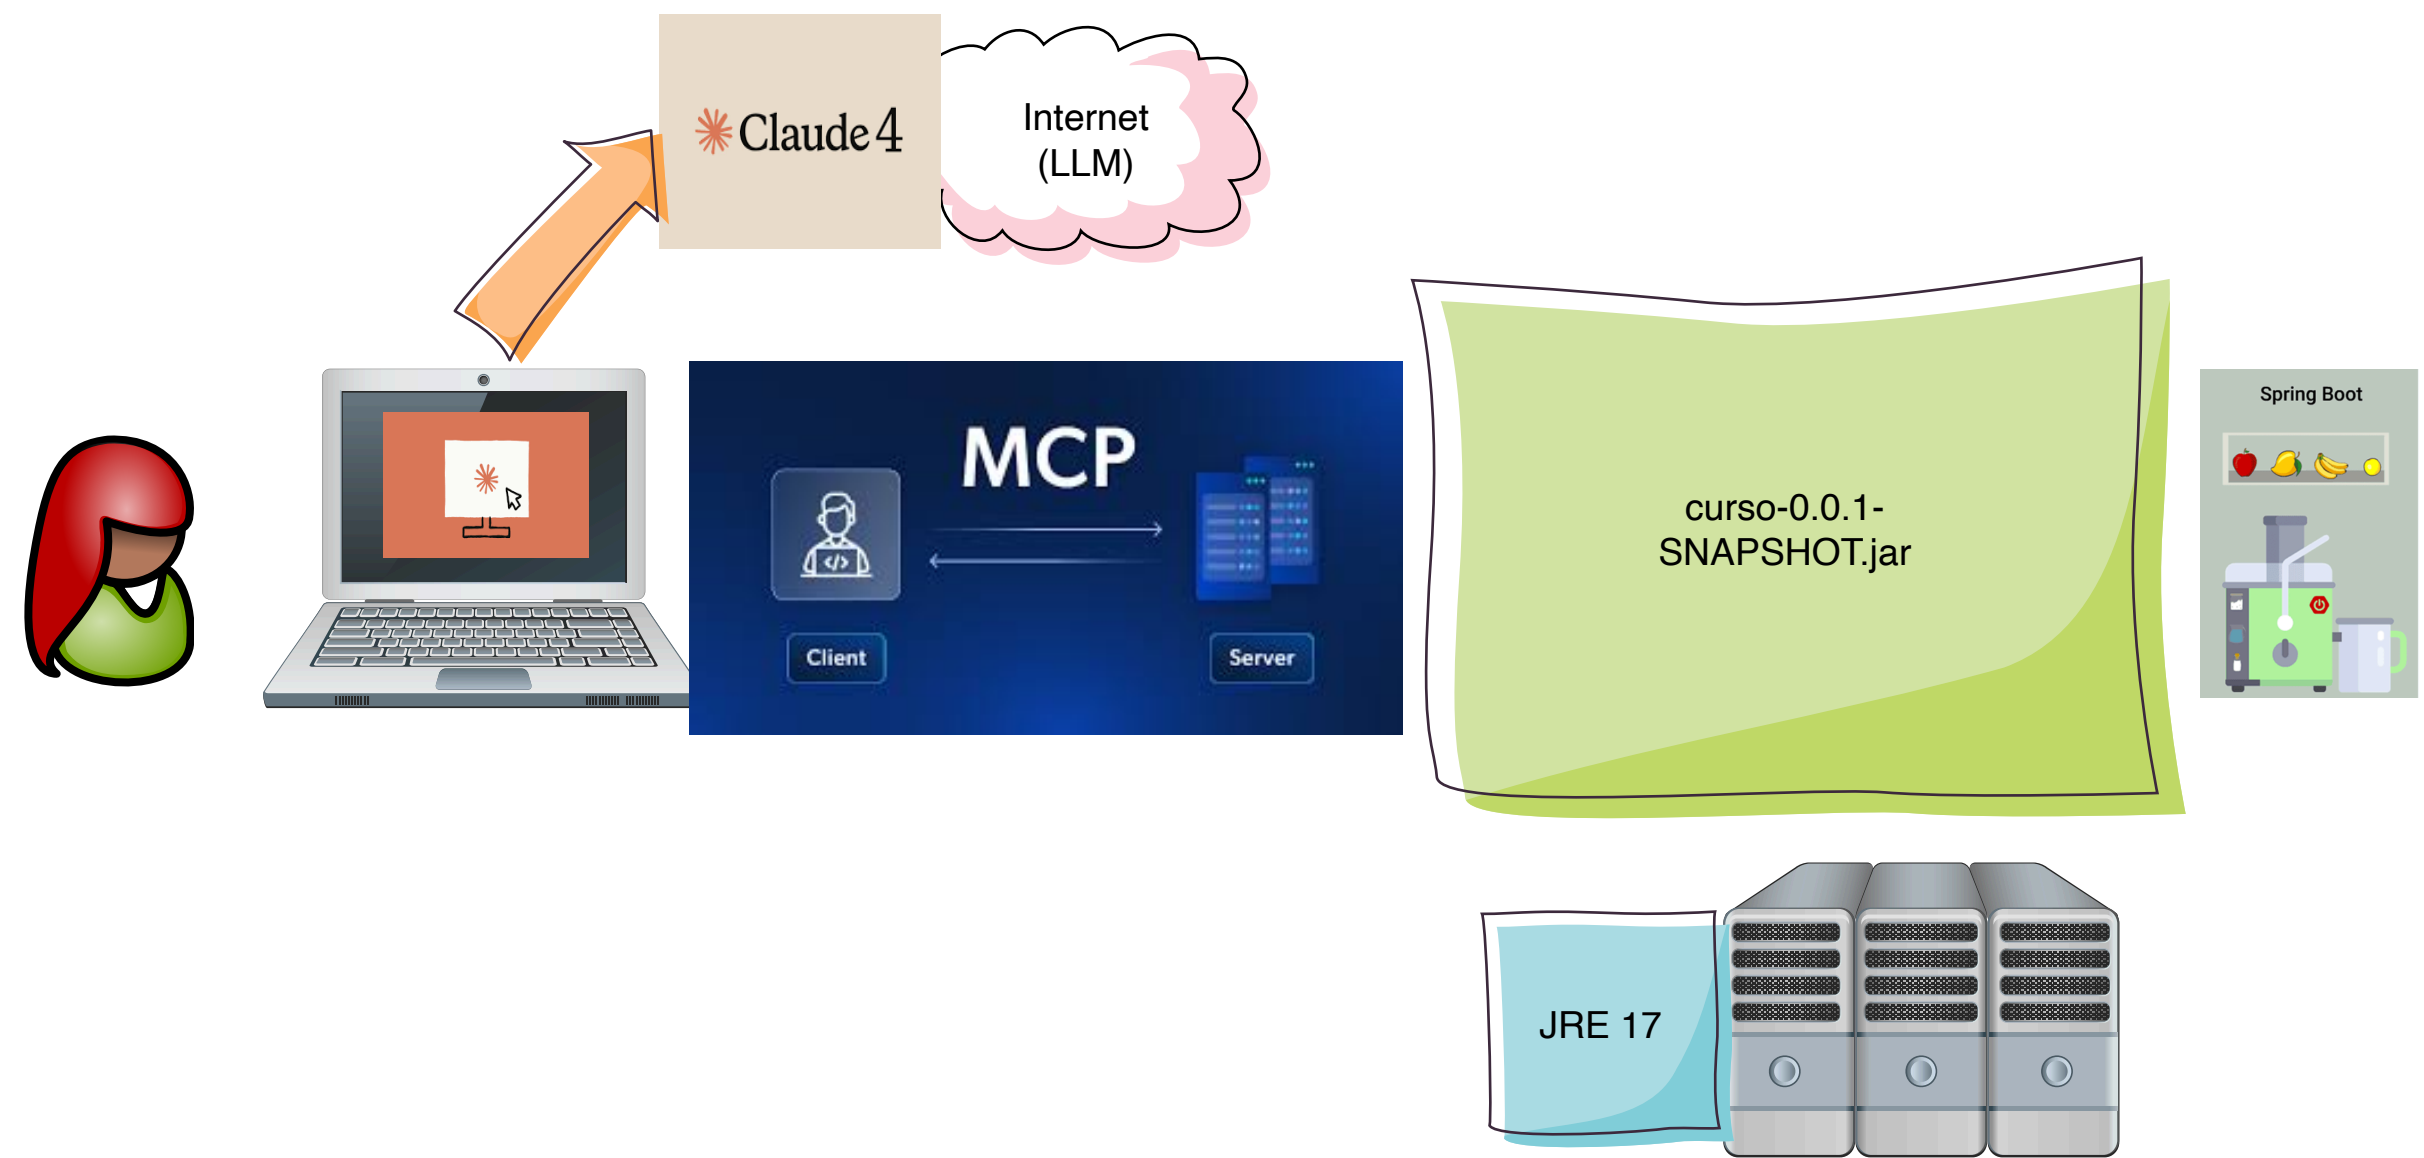 Claude 4
Internet
(LLM)
MCP
</>
Client
Server
curso-0.0.1-
SNAPSHOT.jar
Spring Boot
JRE 17